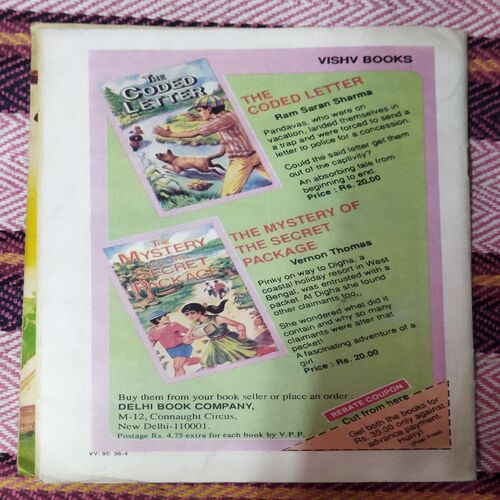 VISHV BOOKS
THE
CODED
LETTER
THE
CODED LETTER
Ram Saran Sharma
Pandavas, who were on
vacation, landed themselves in
a trap and were forced to send a
letter to police for a concession.
Could the said letter get them
out of the captivity?
An absorbing tale from
beginning to end.
Price : Rs. 20.00
THE
MYSTERY
SECRET
PACKAGE
THE MYSTERY OF
THE SECRET
PACKAGE
Vernon Thomas
Pinky on way to Digha, a
coastal holiday resort in West
Bengal, was entrusted with a
packet. At Digha she found
other claimants too.
She wondered what did it
contain and why so many
claimants were after that
packet!
A fascinating adventure of a
girl.
Price : Rs. 20.00
Buy them from your book seller or place an order :
DELHI BOOK COMPANY,
M-12, Connaught Circus,
New Delhi-110001.
Postage Rs. 4.75 extra for each book by V.P.P.
REBATE COUPON
Cut from here
Get both the books for
Rs. 35.00 only against
advance payment.
Hurry!
(Post Free)
VV: 95: 36-4